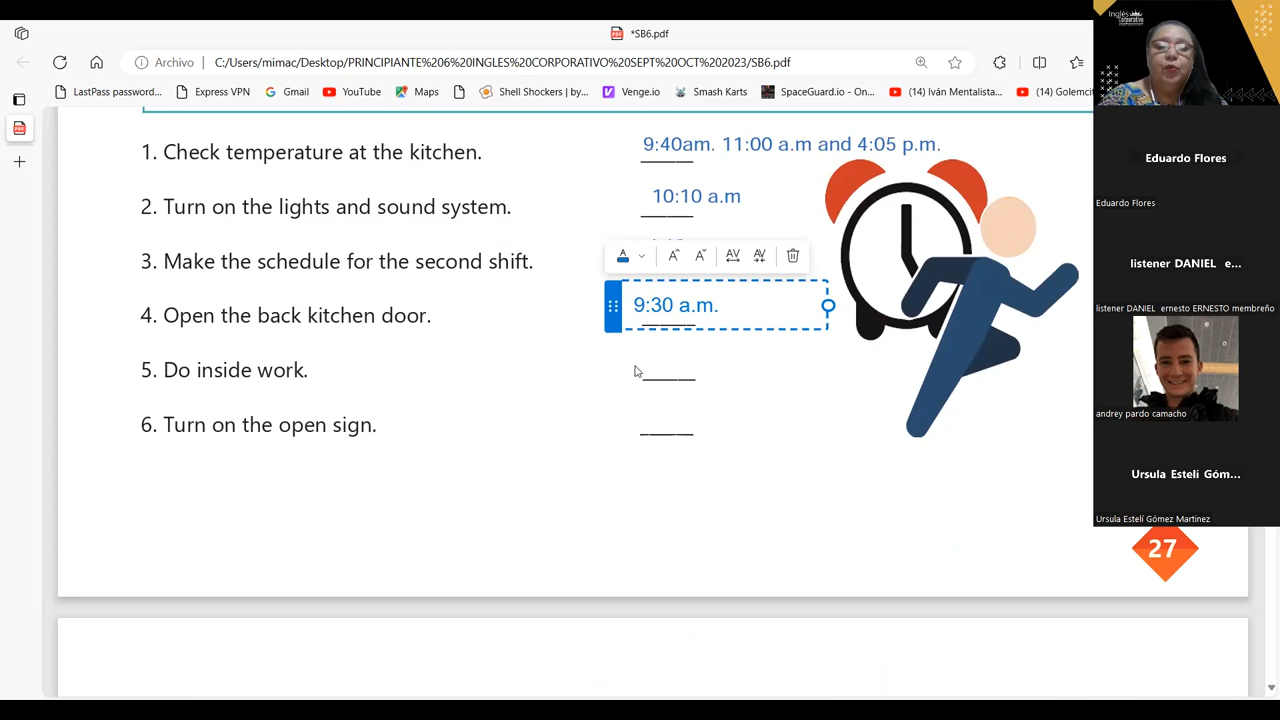 *SB6.pdf
Archivo
C:/Users/mimac/Desktop/PRINCIPIANTE%206%20INGLES%20CORPORATIVO%20SEPT%20OCT%202023/SB6.pdf
LastPass password...
Express VPN
Gmail
YouTube
Maps
Shell Shockers | by...
Venge.io
Smash Karts
SpaceGuard.io - On...
(14) Iván Mentalista...
(14) Golemcit
1. Check temperature at the kitchen.
9:40am. 11:00 a.m and 4:05 p.m.
2. Turn on the lights and sound system.
10:10 a.m
3. Make the schedule for the second shift.
4. Open the back kitchen door.
9:30 a.m.
5. Do inside work.
6. Turn on the open sign.
27
Inglés
Corporativo
Eduardo Flores
Eduardo Flores
listener DANIEL e...
listener DANIEL ernesto ERNESTO membreño
andrey pardo camacho
Ursula Esteli Góm...
Ursula Estelí Gómez Martinez